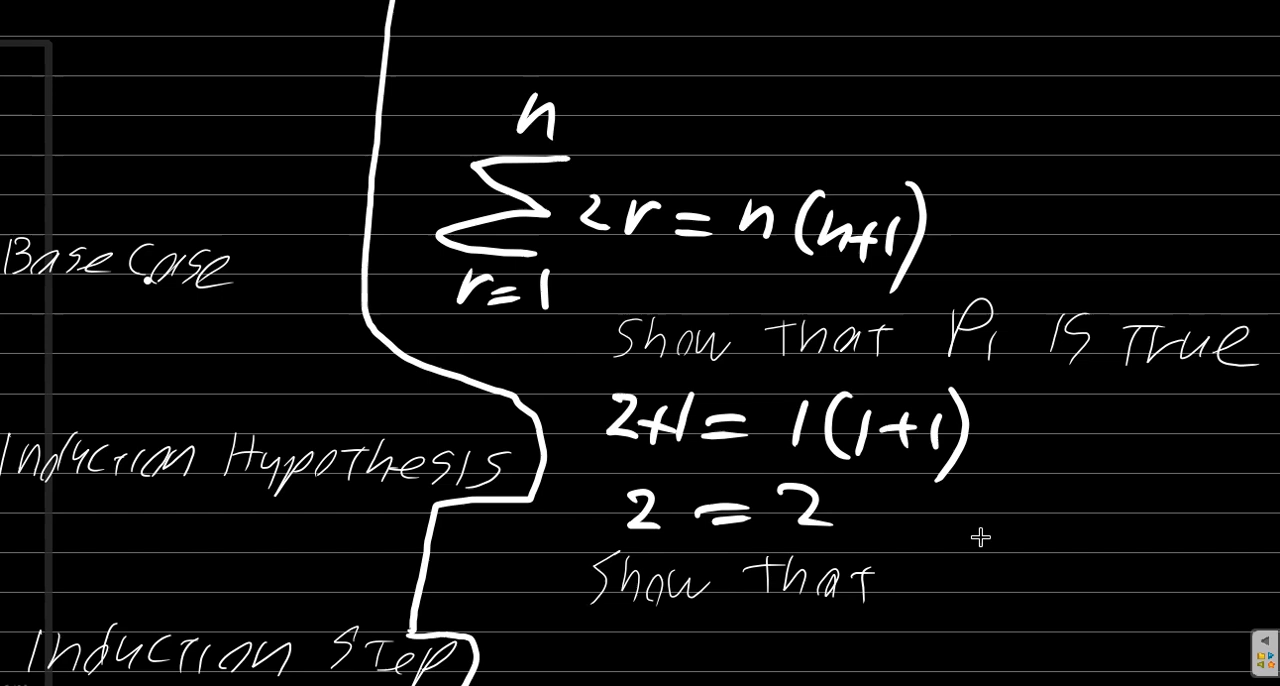 n
∑ 2r = n(n+1)
r=1
Base Case
Show that P1 is True
2+1 = 1(1+1)
Induction Hypothesis
2 = 2
Show that
Induction Step